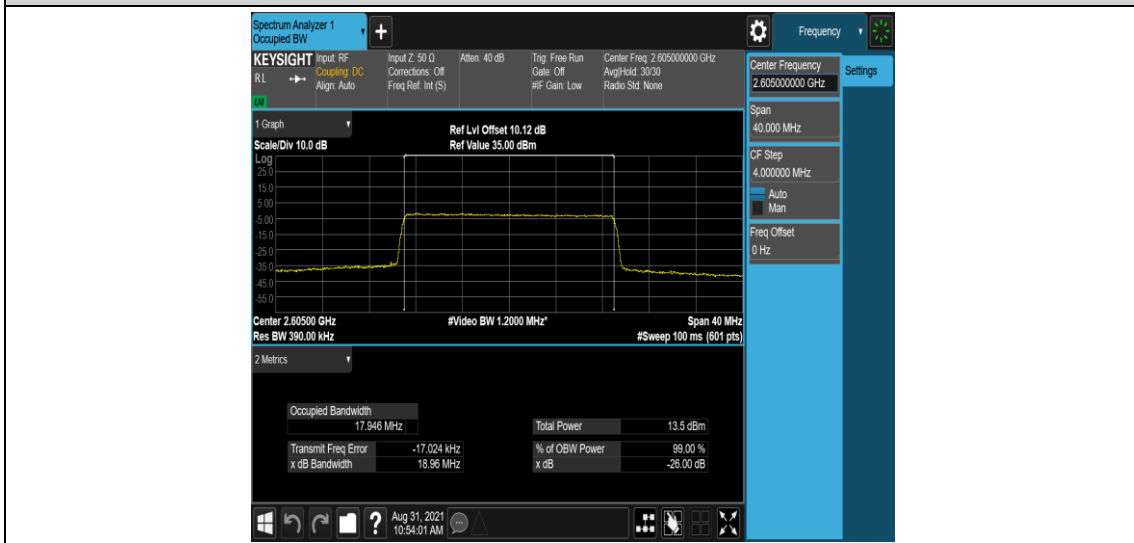 Spectrum Analyzer 1
Occupied BW
+
Frequency
KEYSIGHT
RL
LXI
Input: RF
Coupling: DC
Align: Auto
Input Z: 50 Ω
Corrections: Off
Freq Ref: Int (S)
Atten: 40 dB
Trig: Free Run
Gate: Off
#IF Gain: Low
Center Freq: 2.605000000 GHz
Avg|Hold: 30/30
Radio Std: None
Center Frequency
2.605000000 GHz
Settings
Span
40.000 MHz
CF Step
4.000000 MHz
Auto
Man
Freq Offset
0 Hz
1 Graph
Scale/Div 10.0 dB
Ref Lvl Offset 10.12 dB
Ref Value 35.00 dBm
Log
25.0
15.0
5.00
-5.00
-15.0
-25.0
-35.0
-45.0
-55.0
Center 2.60500 GHz
#Video BW 1.2000 MHz*
Span 40 MHz
Res BW 390.00 kHz
#Sweep 100 ms (601 pts)
2 Metrics
Occupied Bandwidth
17.946 MHz
Total Power 13.5 dBm
Transmit Freq Error -17.024 kHz
% of OBW Power 99.00 %
x dB Bandwidth 18.96 MHz
x dB -26.00 dB
?
Aug 31, 2021
10:54:01 AM